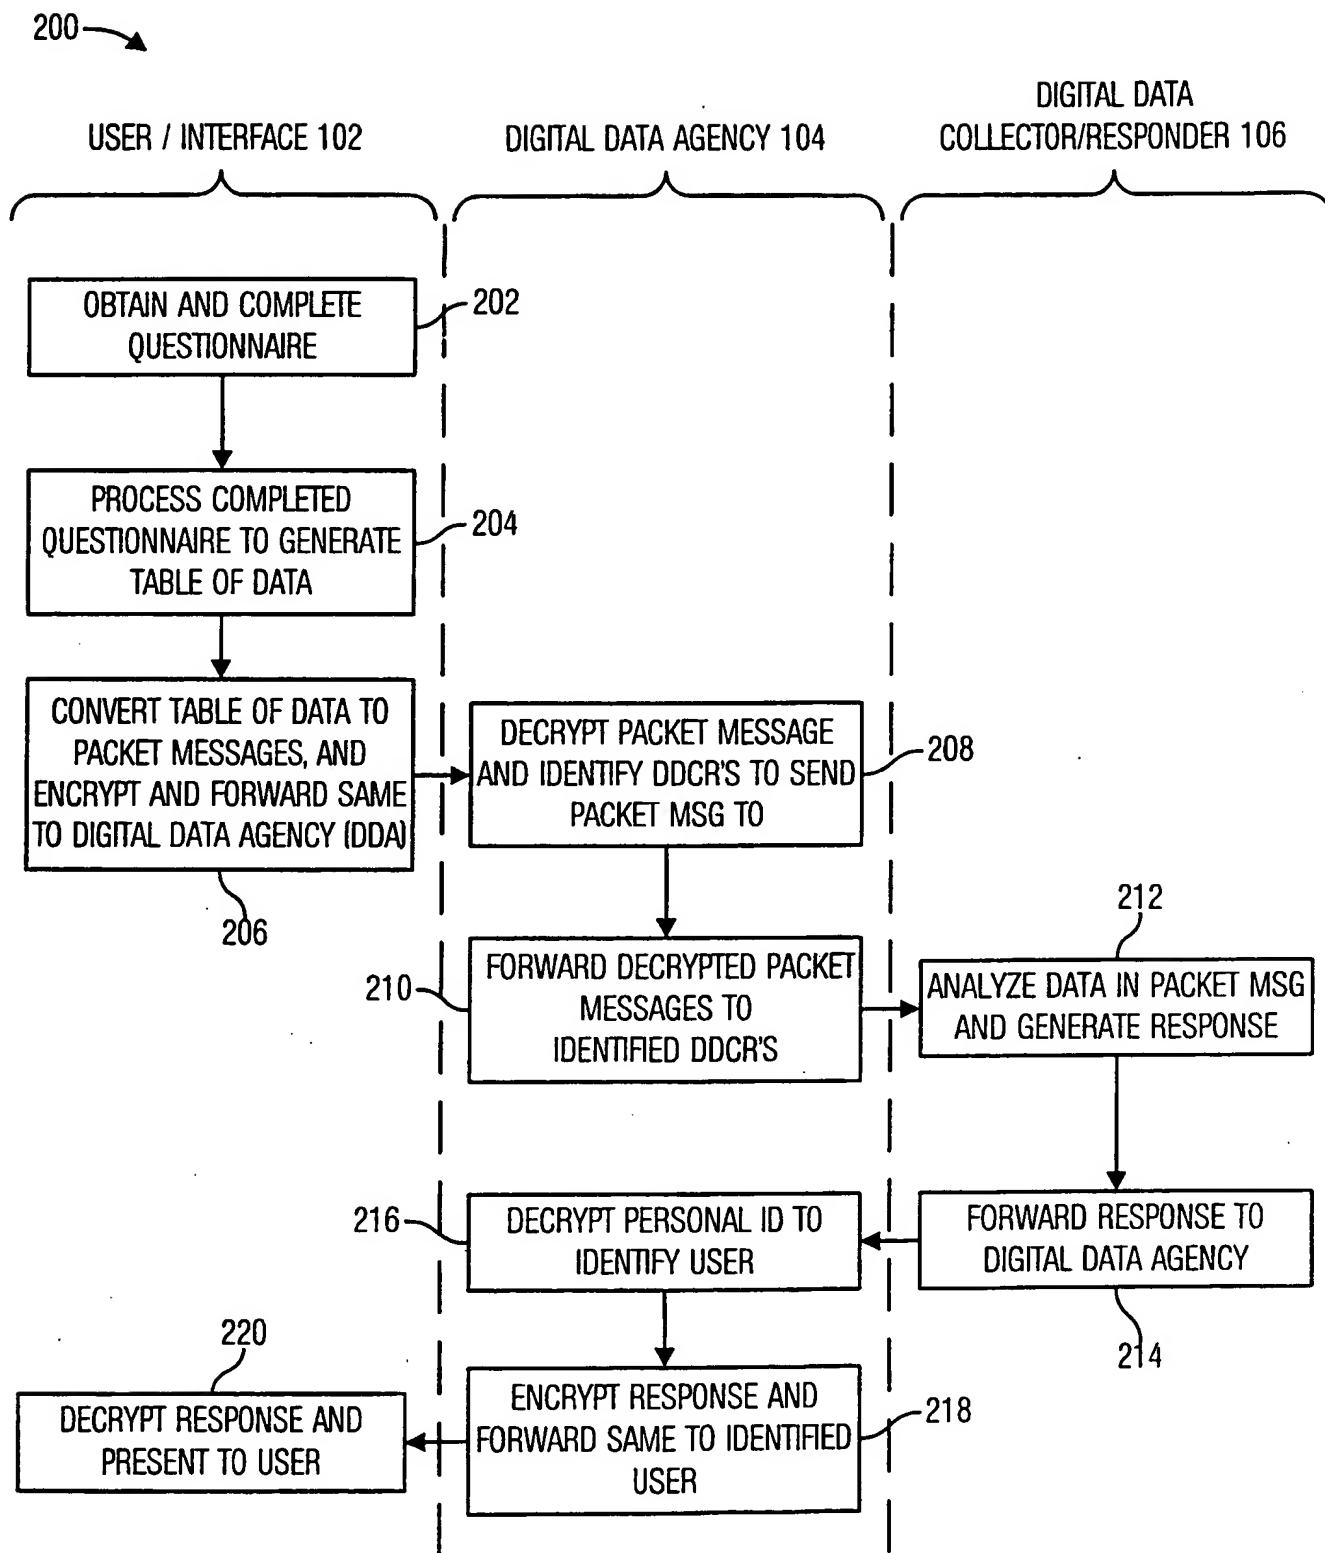 200
USER / INTERFACE 102
DIGITAL DATA AGENCY 104
DIGITAL DATA
COLLECTOR/RESPONDER 106
OBTAIN AND COMPLETE
QUESTIONNAIRE
202
PROCESS COMPLETED
QUESTIONNAIRE TO GENERATE
TABLE OF DATA
204
CONVERT TABLE OF DATA TO
PACKET MESSAGES, AND
ENCRYPT AND FORWARD SAME
TO DIGITAL DATA AGENCY (DDA)
206
DECRYPT PACKET MESSAGE
AND IDENTIFY DDCR'S TO SEND
PACKET MSG TO
208
210
FORWARD DECRYPTED PACKET
MESSAGES TO
IDENTIFIED DDCR'S
212
ANALYZE DATA IN PACKET MSG
AND GENERATE RESPONSE
FORWARD RESPONSE TO
DIGITAL DATA AGENCY
214
216
DECRYPT PERSONAL ID TO
IDENTIFY USER
ENCRYPT RESPONSE AND
FORWARD SAME TO IDENTIFIED
USER
218
220
DECRYPT RESPONSE AND
PRESENT TO USER